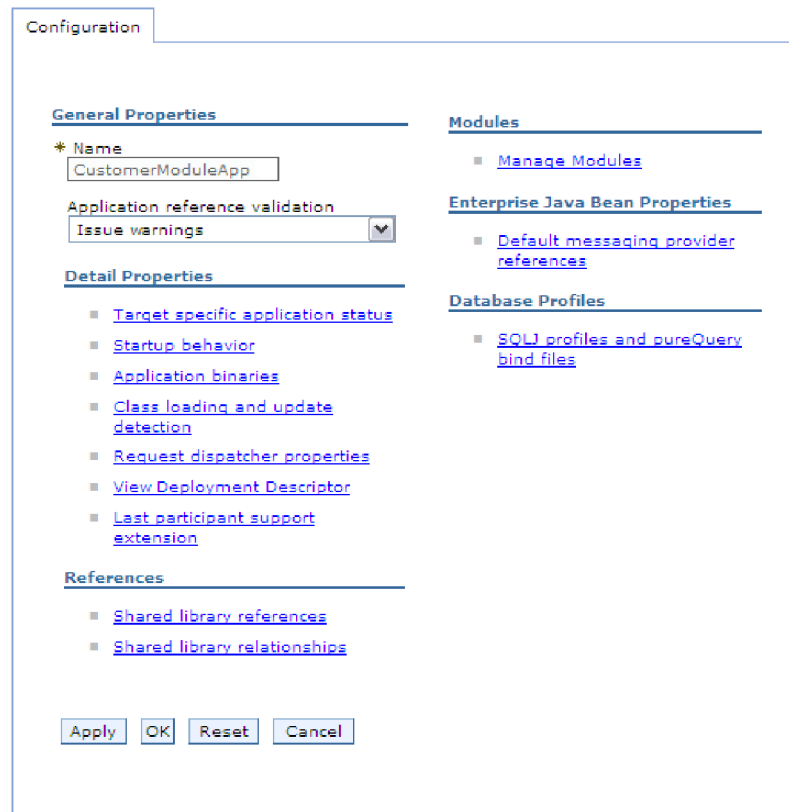 Configuration
General Properties
* Name
CustomerModuleApp
Application reference validation
Issue warnings
Detail Properties
Target specific application status
Startup behavior
Application binaries
Class loading and update
detection
Request dispatcher properties
View Deployment Descriptor
Last participant support
extension
References
Shared library references
Shared library relationships
Modules
Manage Modules
Enterprise Java Bean Properties
Default messaging provider
references
Database Profiles
SQLJ profiles and pureQuery
bind files
Apply OK Reset Cancel